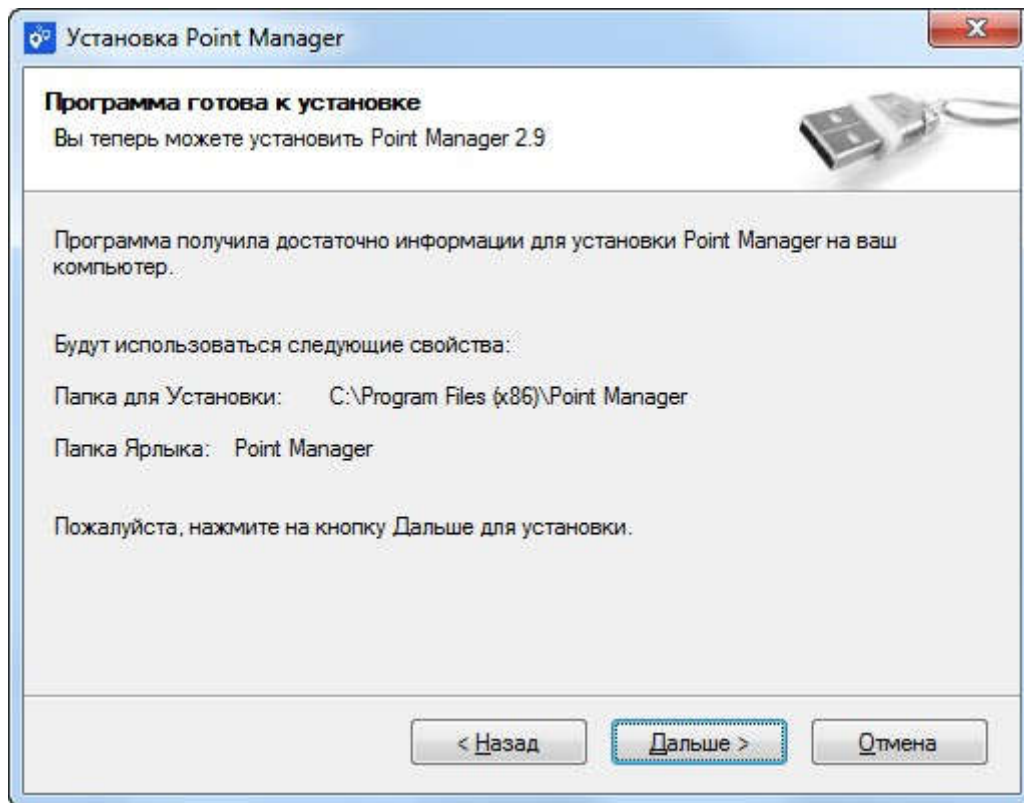 Установка Point Manager
Программа готова к установке
Вы теперь можете установить Point Manager 2.9
Программа получила достаточно информации для установки Point Manager на ваш
компьютер.
Будут использоваться следующие свойства:
Папка для Установки: C:\Program Files (x86)\Point Manager
Папка Ярлыка: Point Manager
Пожалуйста, нажмите на кнопку Дальше для установки.
< Назад Дальше > Отмена